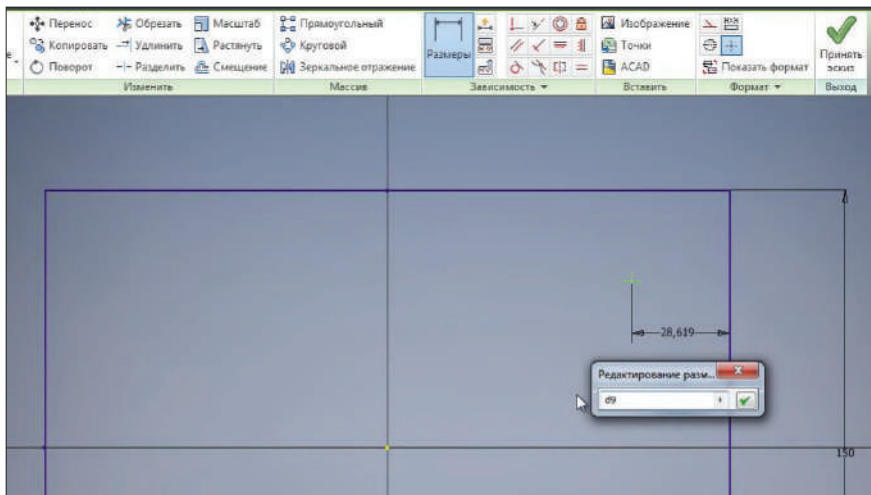 Перенос Обрезать Масштаб Прямоугольный Изображение
е Копировать Удлинить Растянуть Круговой Размеры Точки Принять эскиз
Поворот Разделить Смещение Зеркальное отражение ACAD Показать формат
Изменить Массив Зависимость Вставить Формат Выход
28,619
Редактирование разм...
d9
150